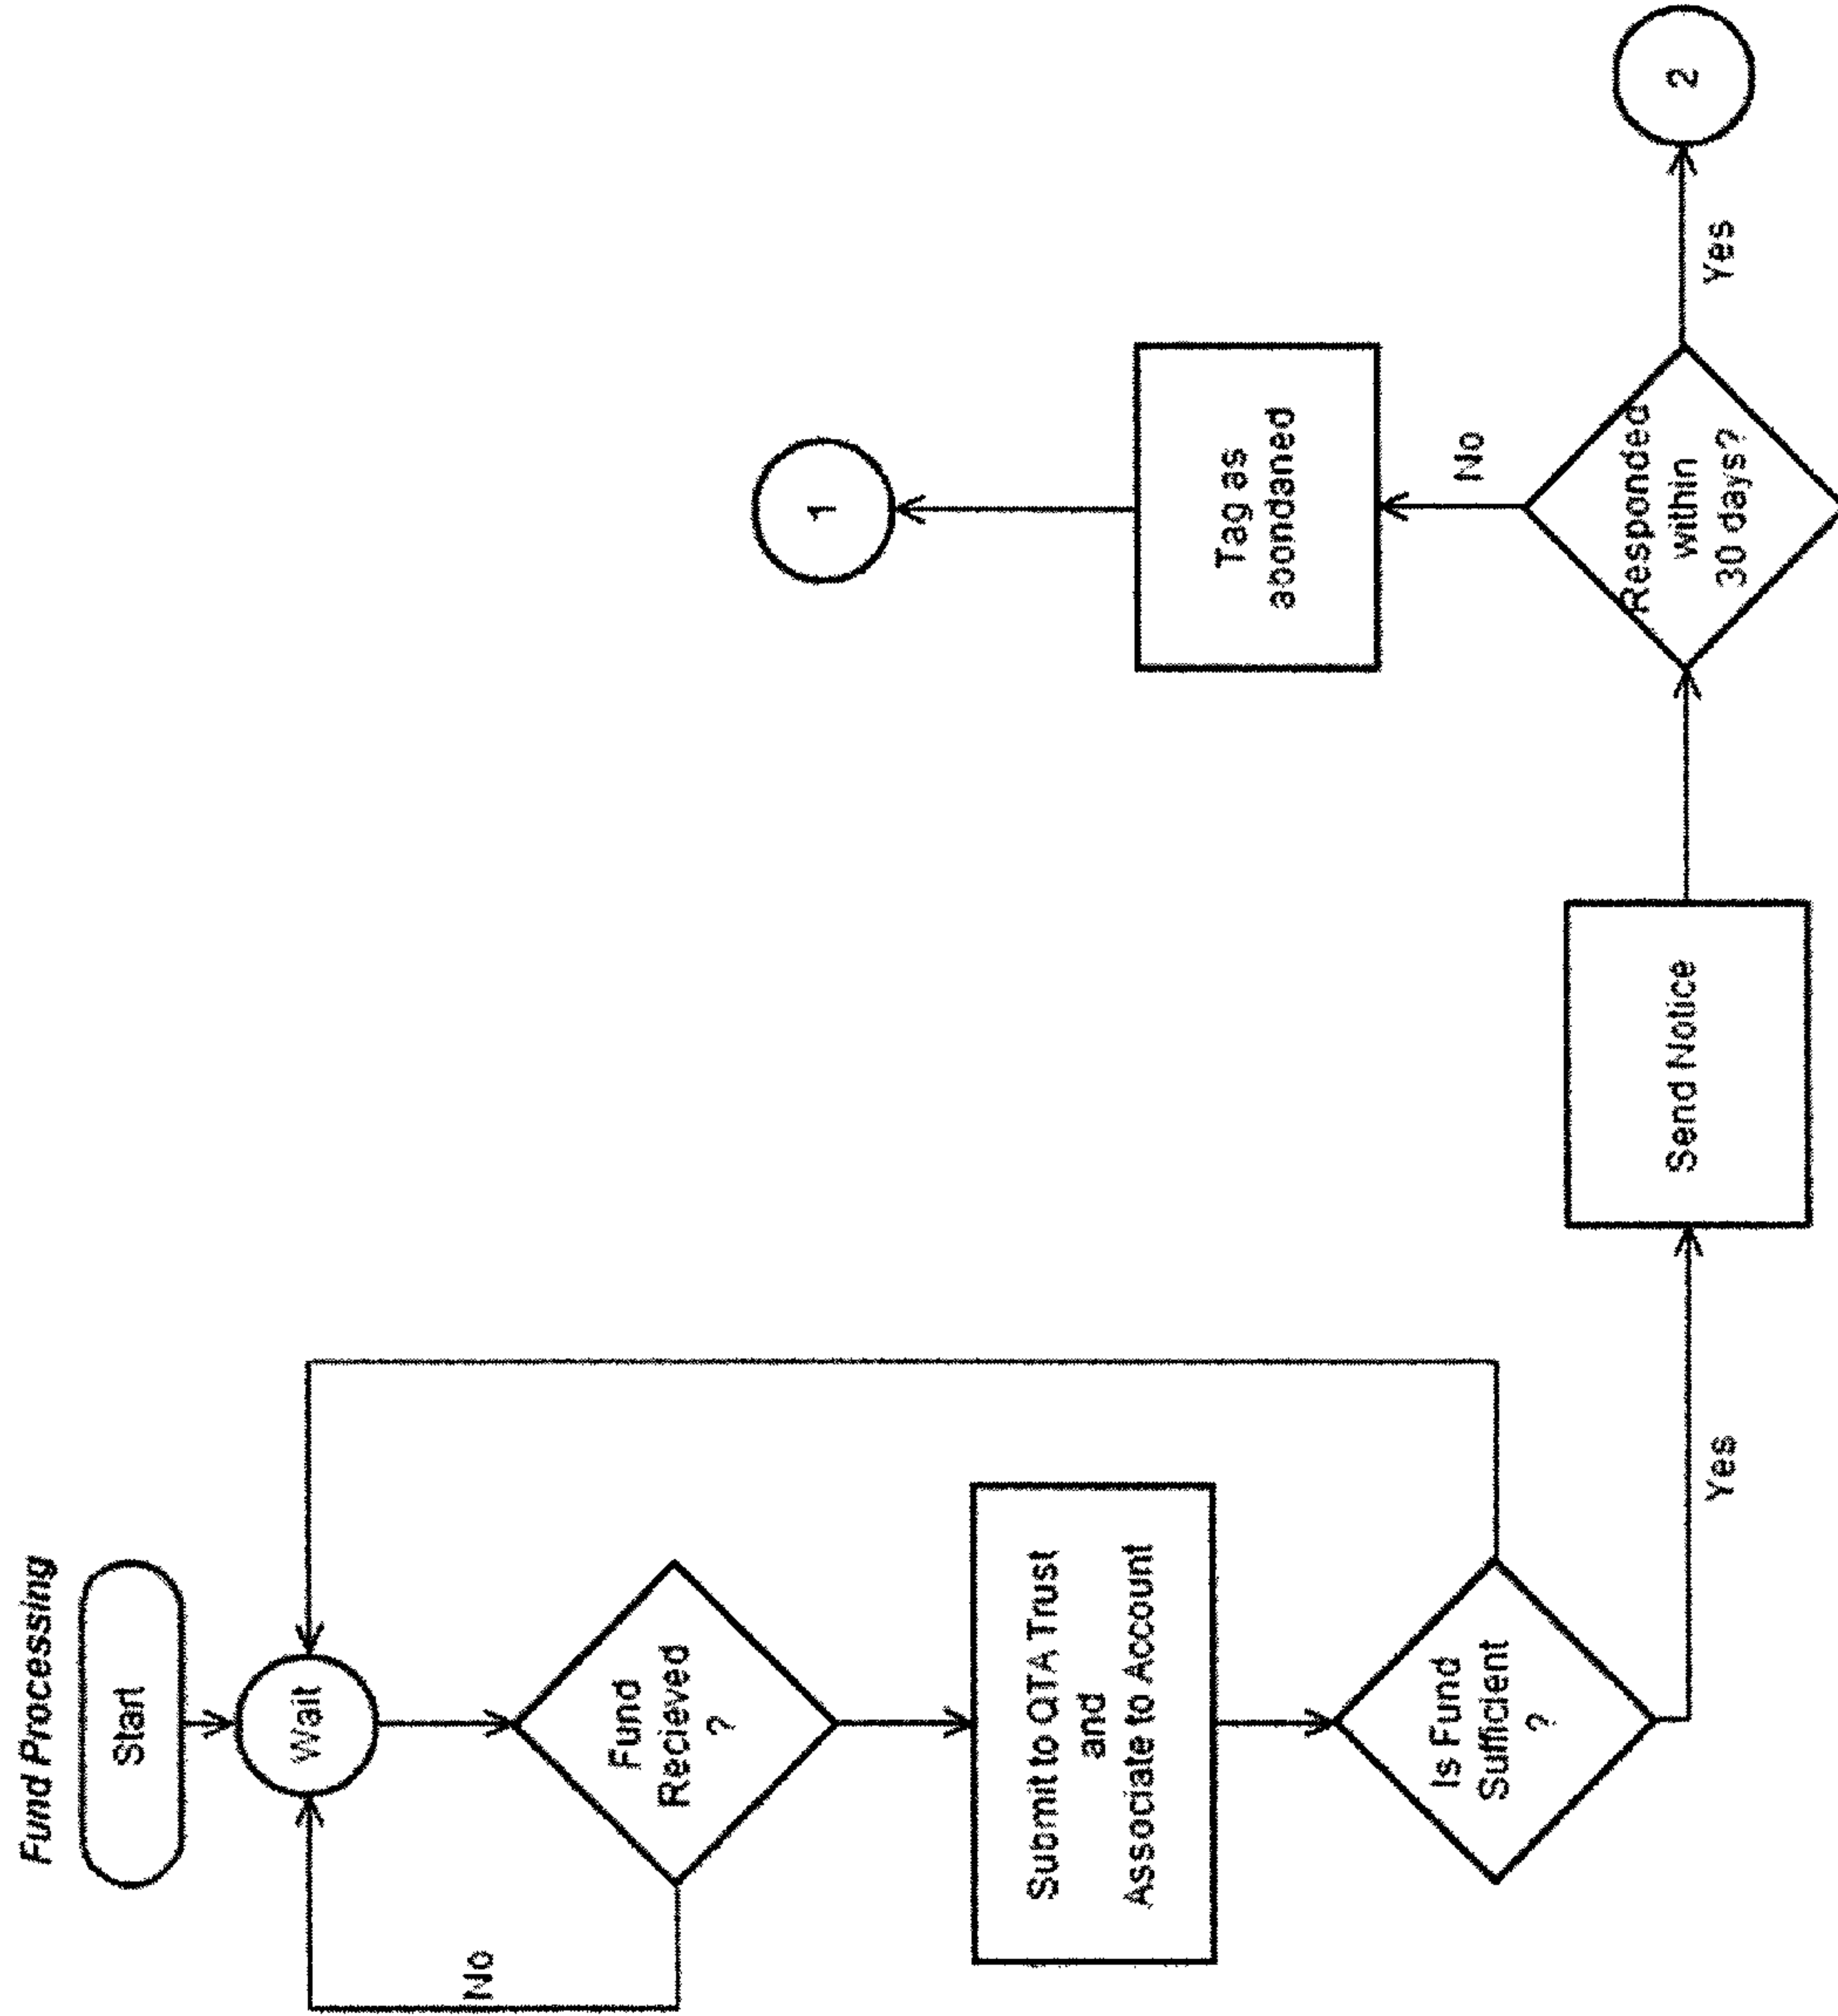 Fund Processing
Start
Wait
No
Fund
Recieved
?
Submit to QTA Trust
and
Associate to Account
Is Fund
Sufficient
?
Yes
Send Notice
Responded
within
30 days?
No
Tag as
abondaned
1
Yes
2